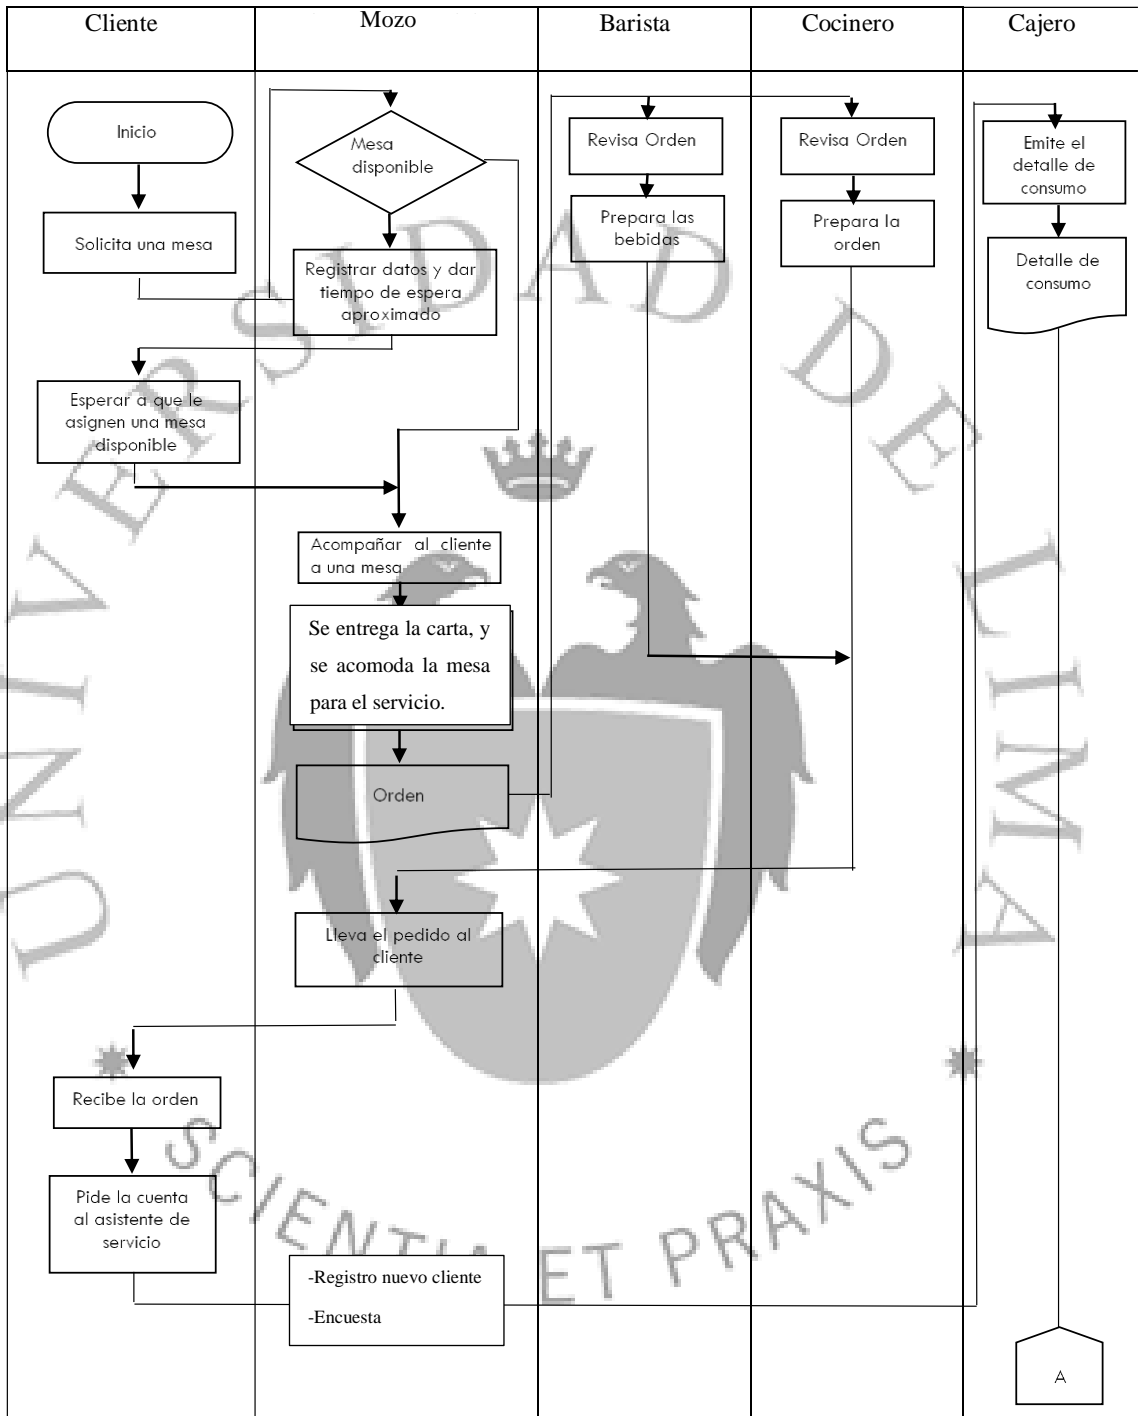 Cliente
Mozo
Barista
Cocinero
Cajero
Inicio
Solicita una mesa
Esperar a que le
asignen una mesa
disponible
Recibe la orden
Pide la cuenta
al asistente de
servicio
Mesa
disponible
Registrar datos y dar
tiempo de espera
aproximado
Acompañar al cliente
a una mesa
Se entrega la carta, y
se acomoda la mesa
para el servicio.
Orden
Lleva el pedido al
cliente
-Registro nuevo cliente
-Encuesta
Revisa Orden
Prepara las
bebidas
Revisa Orden
Prepara la
orden
Emite el
detalle de
consumo
Detalle de
consumo
A
UNIVERSIDAD DE LIMA
SCIENTIA ET PRAXIS